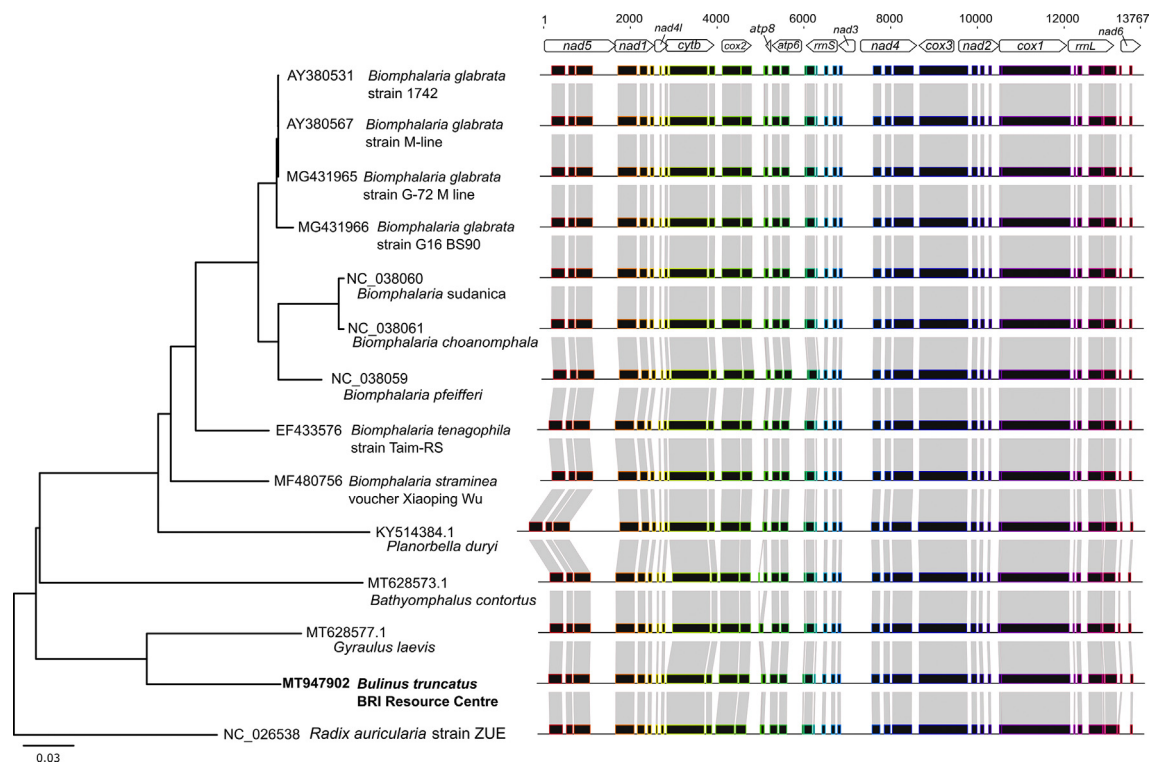 1 2000 4000 6000 8000 10000 12000 13767
nad4l atp8 nad3 nad6
nad5 nad1 cytb cox2 atp6 rrnS nad4 cox3 nad2 cox1 rrnL
AY380531 Biomphalaria glabrata
strain 1742
AY380567 Biomphalaria glabrata
strain M-line
MG431965 Biomphalaria glabrata
strain G-72 M line
MG431966 Biomphalaria glabrata
strain G16 BS90
NC_038060
Biomphalaria sudanica
NC_038061
Biomphalaria choanomphala
NC_038059
Biomphalaria pfeifferi
EF433576 Biomphalaria tenagophila
strain Taim-RS
MF480756 Biomphalaria straminea
voucher Xiaoping Wu
KY514384.1
Planorbella duryi
MT628573.1
Bathyomphalus contortus
MT628577.1
Gyraulus laevis
MT947902 Bulinus truncatus
BRI Resource Centre
NC_026538 Radix auricularia strain ZUE
0.03